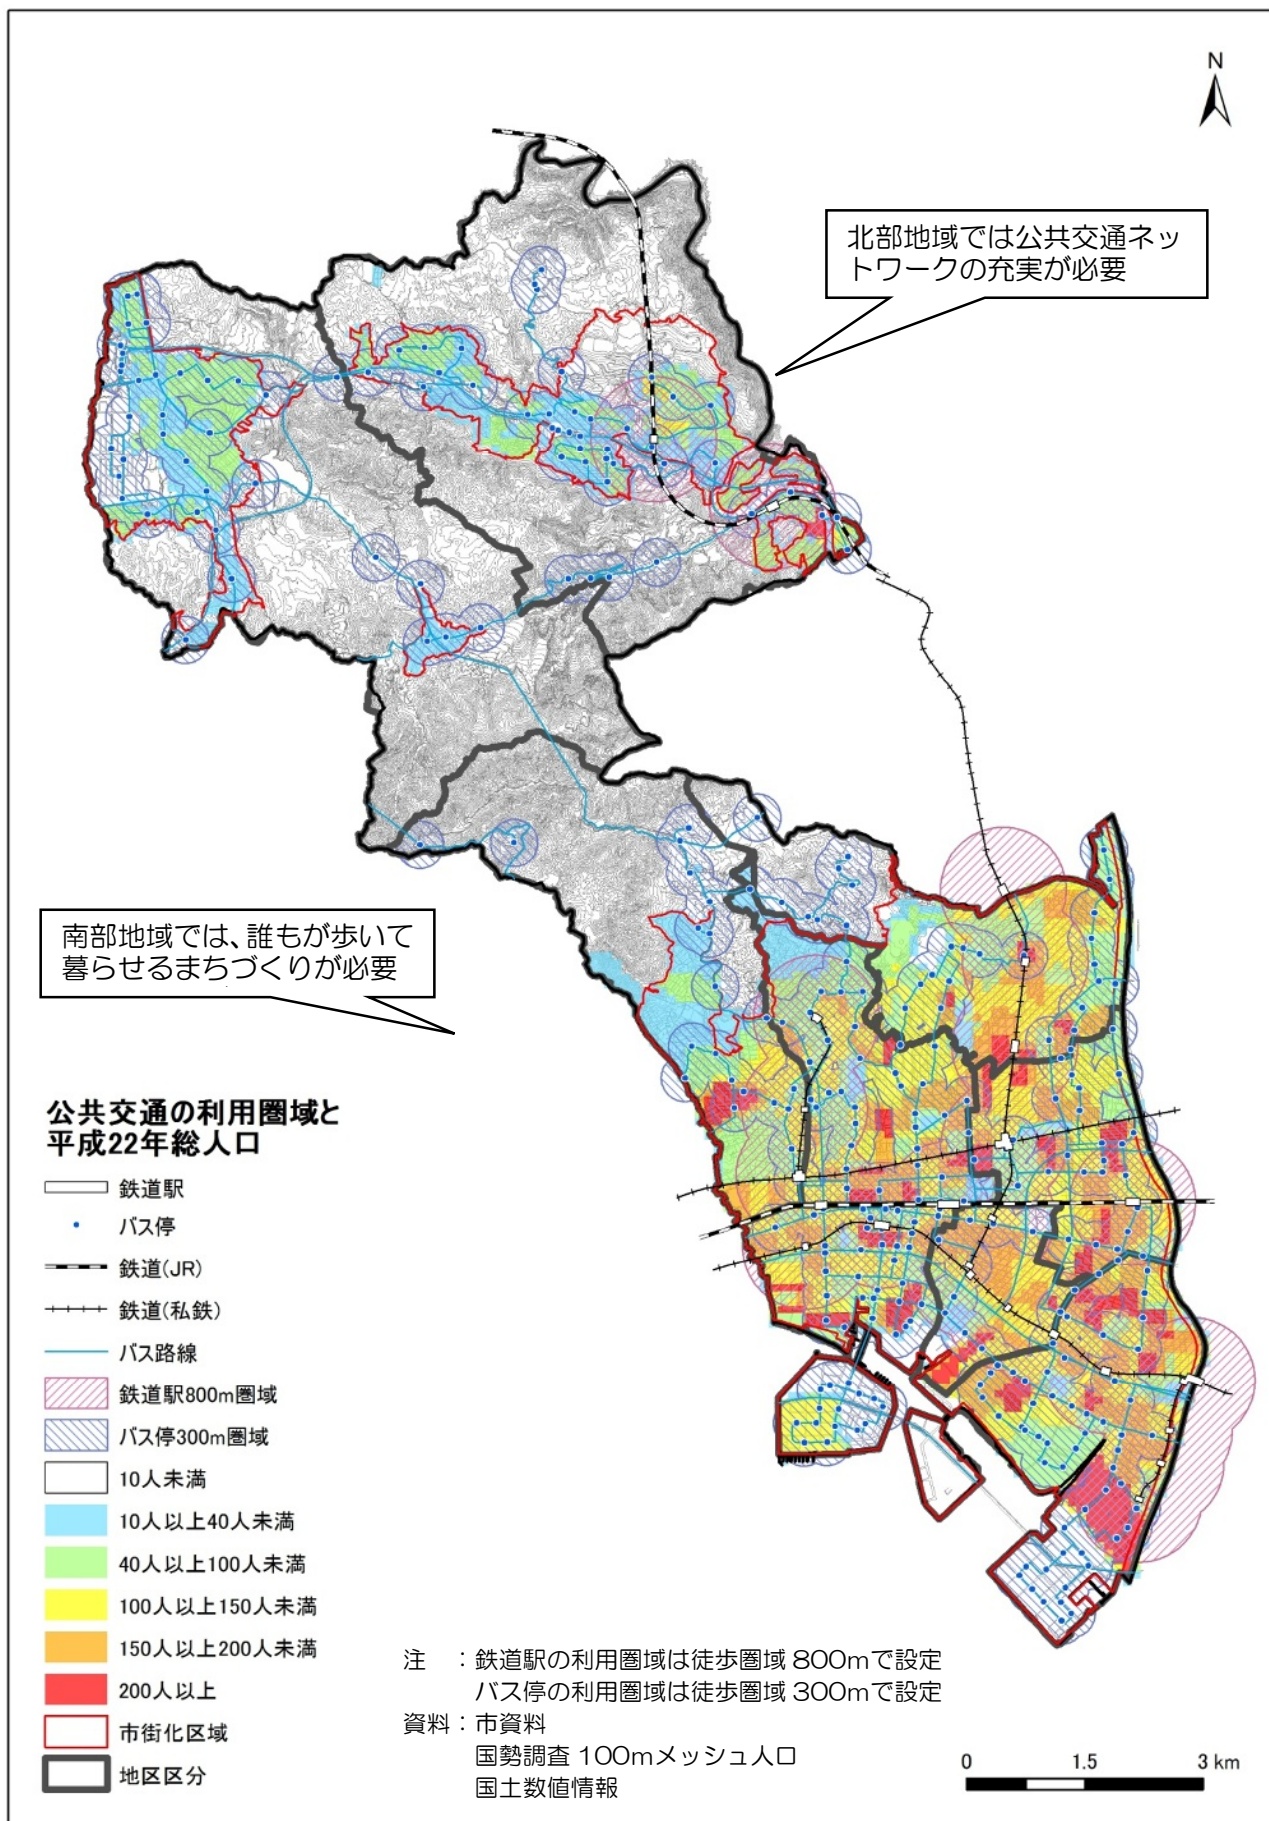 N
北部地域では公共交通ネッ
トワークの充実が必要
南部地域では、誰もが歩いて
暮らせるまちづくりが必要
公共交通の利用圏域と
平成22年総人口
鉄道駅
バス停
鉄道(JR)
鉄道(私鉄)
バス路線
鉄道駅800m圏域
バス停300m圏域
10人未満
10人以上40人未満
40人以上100人未満
100人以上150人未満
150人以上200人未満
200人以上
市街化区域
地区区分
注　：鉄道駅の利用圏域は徒歩圏域 800mで設定
バス停の利用圏域は徒歩圏域 300mで設定
資料：市資料
国勢調査 100mメッシュ人口
国土数値情報
0 1.5 3 km